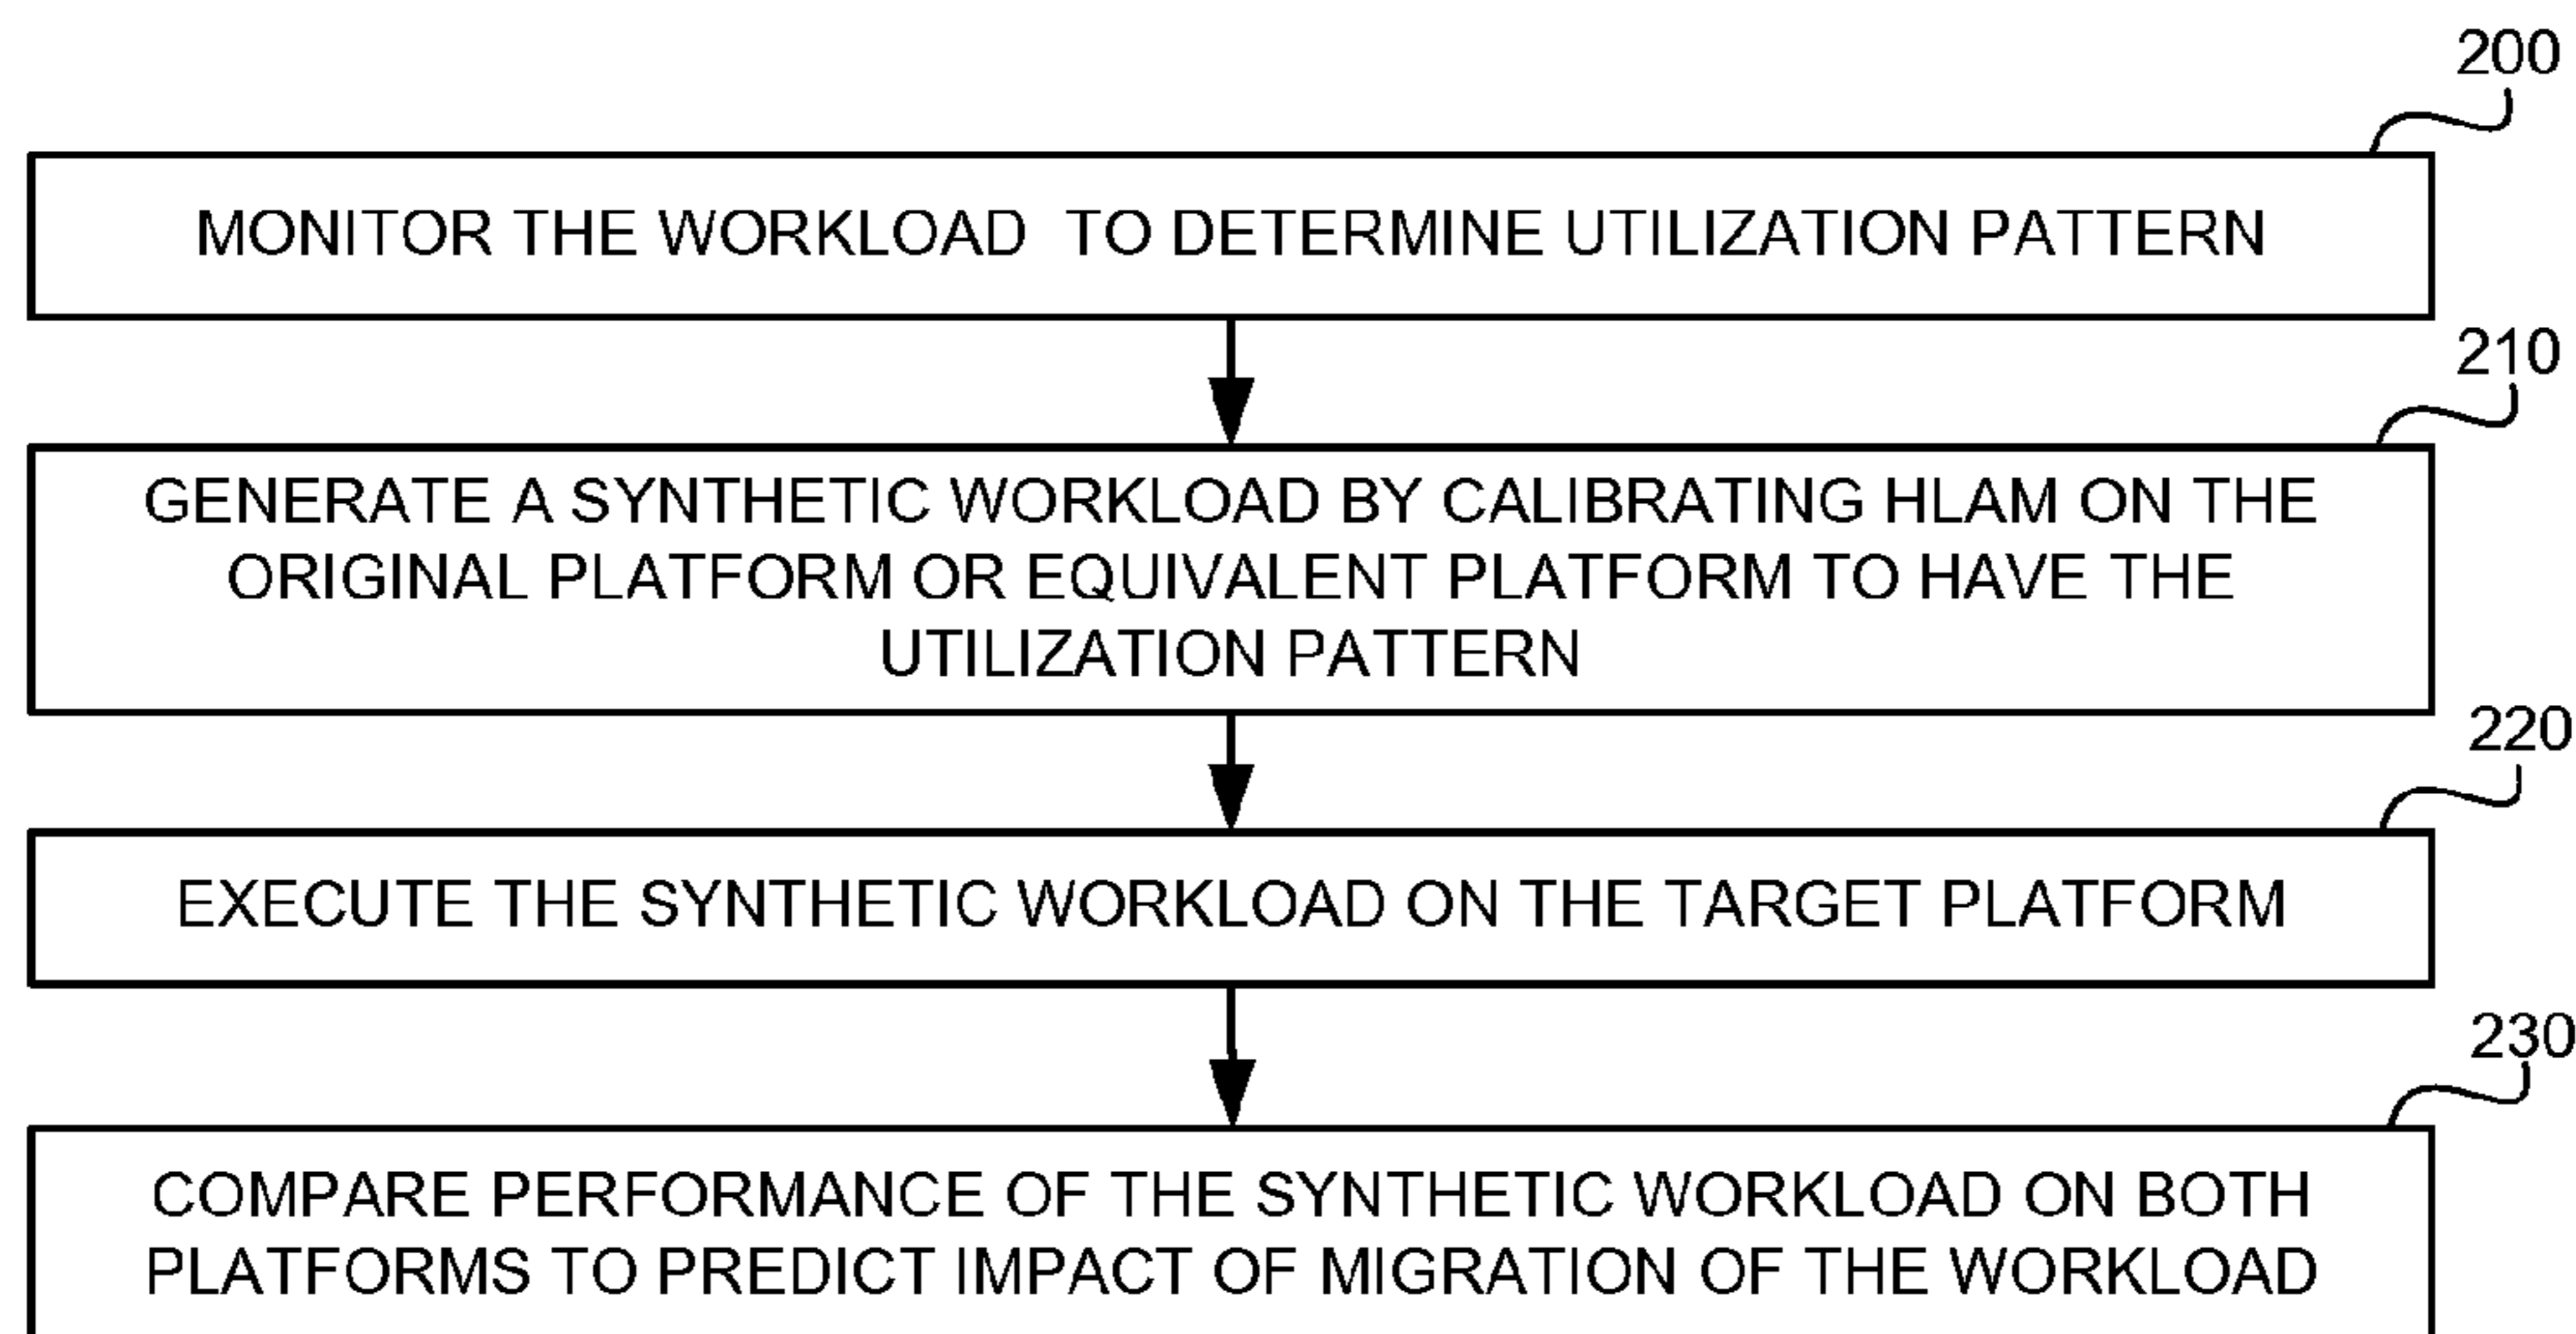 200
MONITOR THE WORKLOAD TO DETERMINE UTILIZATION PATTERN
210
GENERATE A SYNTHETIC WORKLOAD BY CALIBRATING HLAM ON THE
ORIGINAL PLATFORM OR EQUIVALENT PLATFORM TO HAVE THE
UTILIZATION PATTERN
220
EXECUTE THE SYNTHETIC WORKLOAD ON THE TARGET PLATFORM
230
COMPARE PERFORMANCE OF THE SYNTHETIC WORKLOAD ON BOTH
PLATFORMS TO PREDICT IMPACT OF MIGRATION OF THE WORKLOAD